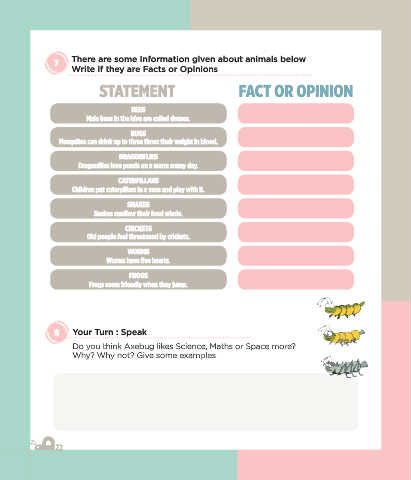 7
There are some information given about animals below
Write if they are Facts or Opinions
STATEMENT
FACT OR OPINION
BEES
Male bees in the hive are called drones.
BUGS
Mosquitoes can drink up to three times their weight in blood.
DRAGONFLIES
Dragonflies love ponds on a warm sunny day.
CATERPILLARS
Children put caterpillars in a vase and play with it.
SNAKES
Snakes swallow their food whole.
CRICKETS
Old people feel threatened by crickets.
WORMS
Worms have five hearts.
FROGS
Frogs seem friendly when they jump.
8
Your Turn : Speak
Do you think Axebug likes Science, Maths or Space more?
Why? Why not? Give some examples
22